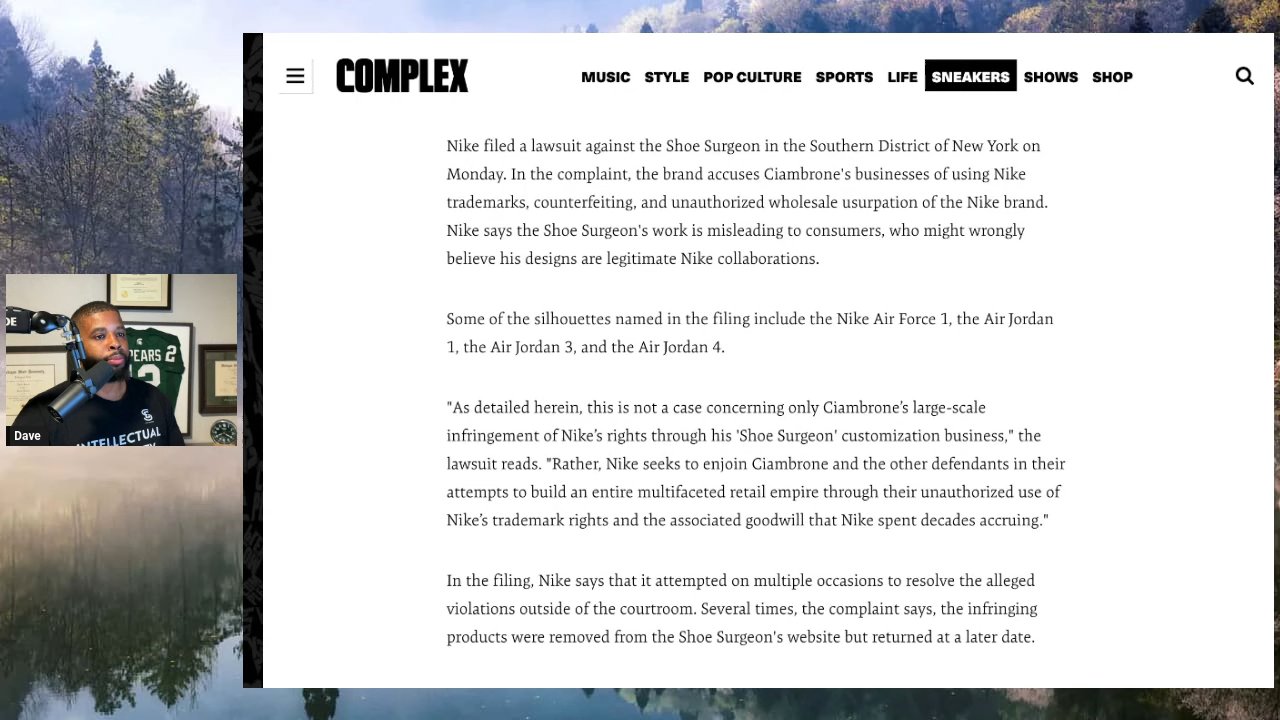 COMPLEX
MUSIC STYLE POP CULTURE SPORTS LIFE SNEAKERS SHOWS SHOP
Nike filed a lawsuit against the Shoe Surgeon in the Southern District of New York on
Monday. In the complaint, the brand accuses Ciambrone's businesses of using Nike
trademarks, counterfeiting, and unauthorized wholesale usurpation of the Nike brand.
Nike says the Shoe Surgeon's work is misleading to consumers, who might wrongly
believe his designs are legitimate Nike collaborations.
Some of the silhouettes named in the filing include the Nike Air Force 1, the Air Jordan
1, the Air Jordan 3, and the Air Jordan 4.
"As detailed herein, this is not a case concerning only Ciambrone’s large-scale
infringement of Nike’s rights through his 'Shoe Surgeon' customization business," the
lawsuit reads. "Rather, Nike seeks to enjoin Ciambrone and the other defendants in their
attempts to build an entire multifaceted retail empire through their unauthorized use of
Nike’s trademark rights and the associated goodwill that Nike spent decades accruing."
In the filing, Nike says that it attempted on multiple occasions to resolve the alleged
violations outside of the courtroom. Several times, the complaint says, the infringing
products were removed from the Shoe Surgeon's website but returned at a later date.
DE
PEARS 2
2
INTELLECTUAL
Dave